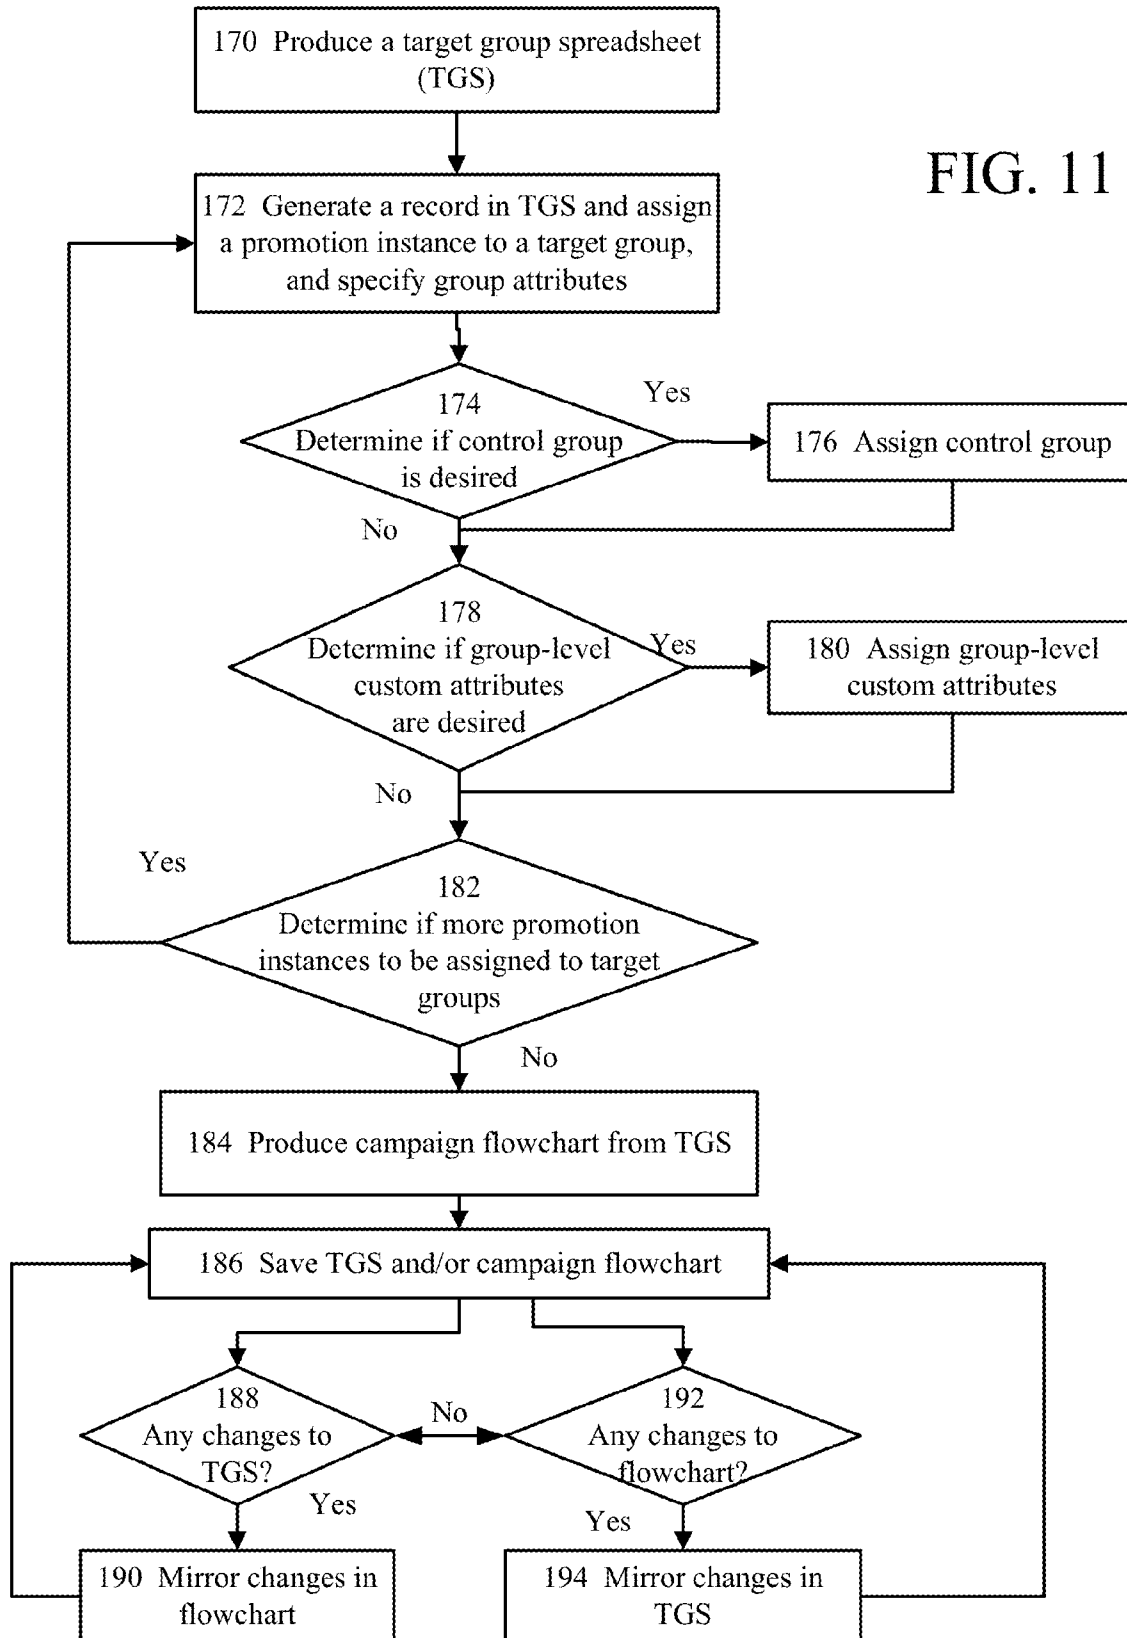 170 Produce a target group spreadsheet
(TGS)
FIG. 11
172 Generate a record in TGS and assign
a promotion instance to a target group,
and specify group attributes
174
Determine if control group
is desired
Yes
176 Assign control group
No
178
Determine if group-level
custom attributes
are desired
Yes
180 Assign group-level
custom attributes
No
Yes
182
Determine if more promotion
instances to be assigned to target
groups
No
184 Produce campaign flowchart from TGS
186 Save TGS and/or campaign flowchart
188
Any changes to
TGS?
No
192
Any changes to
flowchart?
Yes
Yes
190 Mirror changes in
flowchart
194 Mirror changes in
TGS